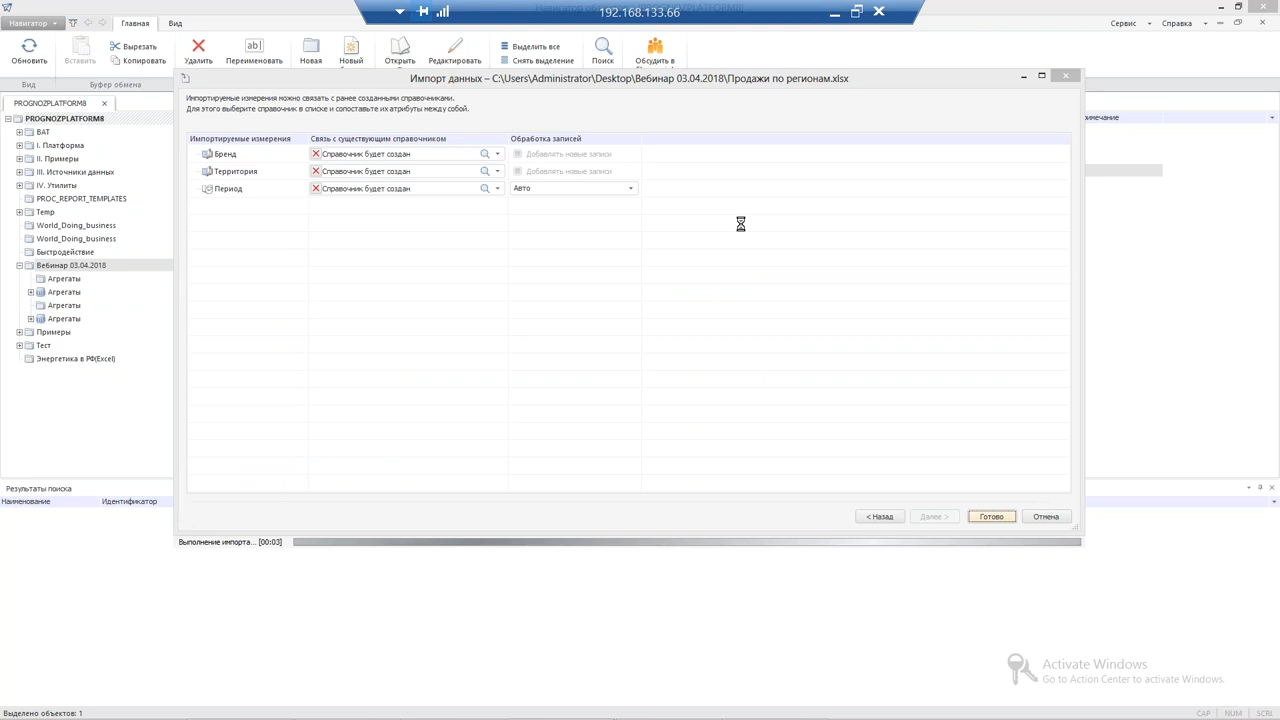 192.168.133.66
Навигатор
Главная
Вид
Сервис
Справка
Обновить
Вставить
Вырезать
Копировать
Удалить
ab|
Переименовать
Новая
Новый
Открыть
Редактировать
Выделить все
Снять выделение
Поиск
Обсудить в
Вид
Буфер обмена
Импорт данных – C:\Users\Administrator\Desktop\Вебинар 03.04.2018\Продажи по регионам.xlsx
PROGNOZPLATFORM8
PROGNOZPLATFORM8
BAT
I. Платформа
II. Примеры
III. Источники данных
IV. Утилиты
PROC_REPORT_TEMPLATES
Temp
World_Doing_business
World_Doing_business
Быстродействие
Вебинар 03.04.2018
Агрегаты
Агрегаты
Агрегаты
Агрегаты
Примеры
Тест
Энергетика в РФ(Excel)
Импортируемые измерения можно связать с ранее созданными справочниками.
Для этого выберите справочник в списке и сопоставьте их атрибуты между собой.
Импортируемые измерения Связь с существующим справочником Обработка записей
Бренд Справочник будет создан Добавлять новые записи
Территория Справочник будет создан Добавлять новые записи
Период Справочник будет создан Авто
имечание
< Назад
Далее >
Готово
Отмена
Выполнение импорта... [00:03]
Результаты поиска
Наименование Идентификатор
Activate Windows
Go to Action Center to activate Windows.
Выделено объектов: 1
CAP NUM SCRL